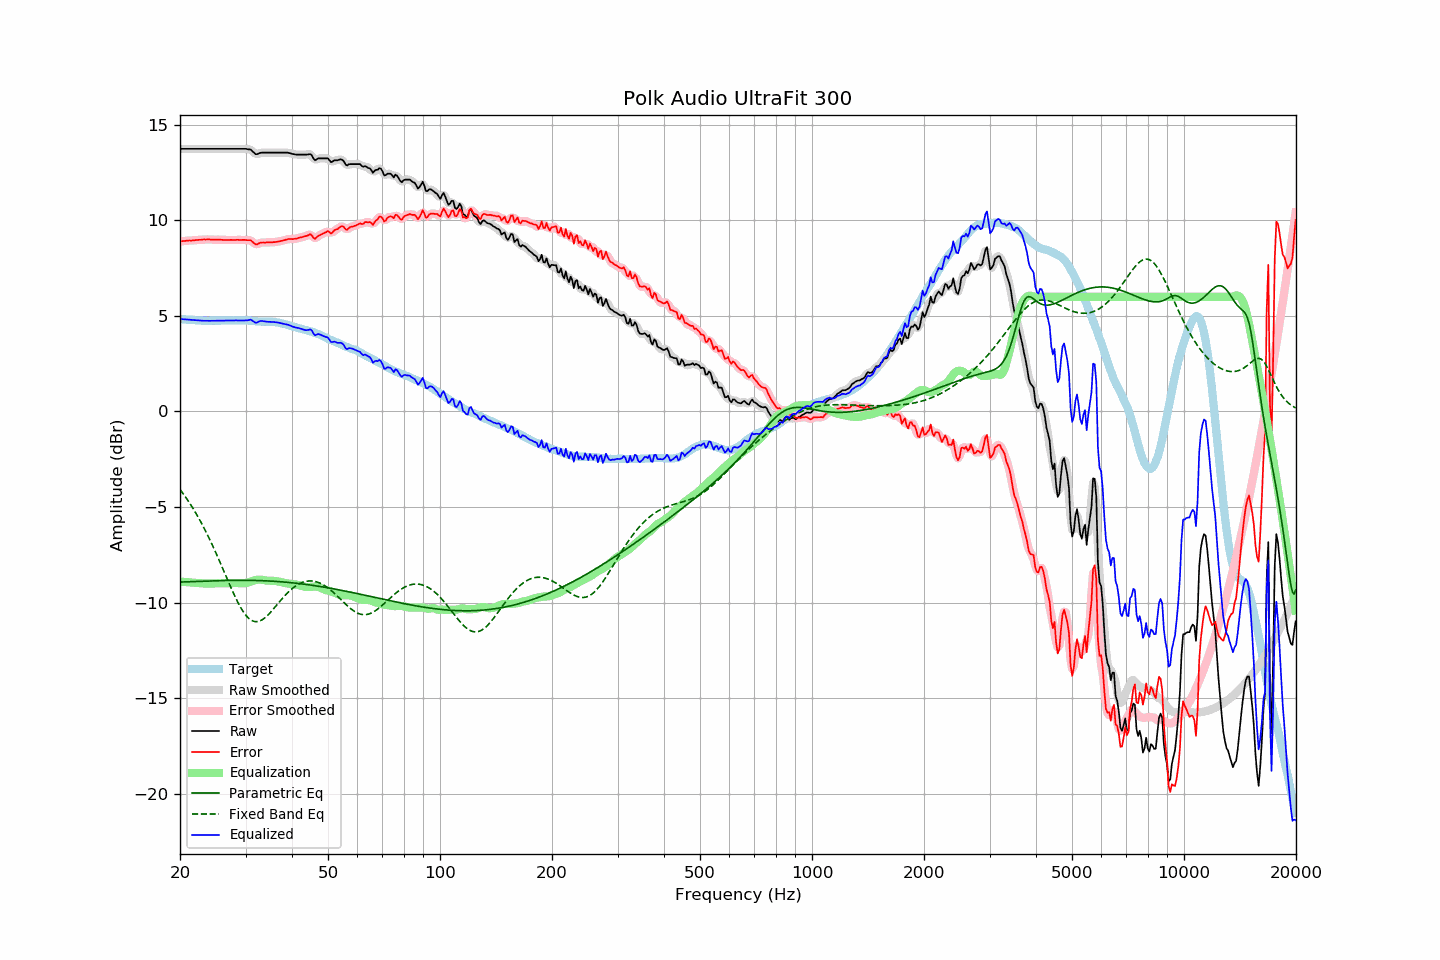 Polk Audio UltraFit 300
15
10
5
0
−5
−10
−15
−20
Amplitude (dBr)
Target
Raw Smoothed
Error Smoothed
Raw
Error
Equalization
Parametric Eq
Fixed Band Eq
Equalized
20 50 100 200 500 1000 2000 5000 10000 20000
Frequency (Hz)